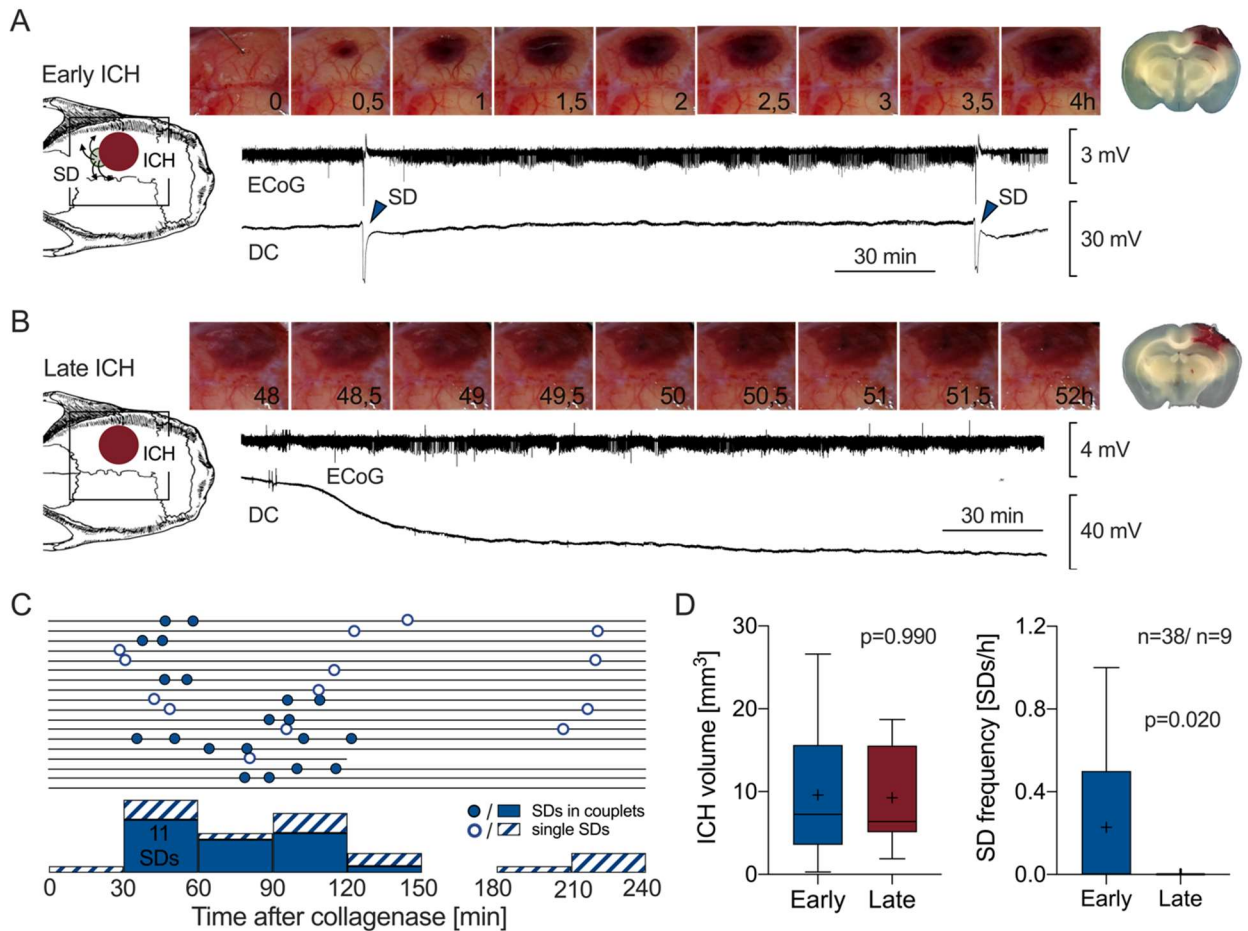 A
Early ICH
ICH
SD
0
0,5
1
1,5
2
2,5
3
3,5
4h
ECoG
DC
SD
SD
30 min
3 mV
30 mV
B
Late ICH
ICH
48
48,5
49
49,5
50
50,5
51
51,5
52h
ECoG
DC
30 min
4 mV
40 mV
C
11
SDs
/ SDs in couplets
/ single SDs
0 30 60 90 120 150 180 210 240
Time after collagenase [min]
D
ICH volume [mm³]
30
20
10
0
p=0.990
Early Late
SD frequency [SDs/h]
1.2
0.8
0.4
0.0
n=38/ n=9
p=0.020
Early Late